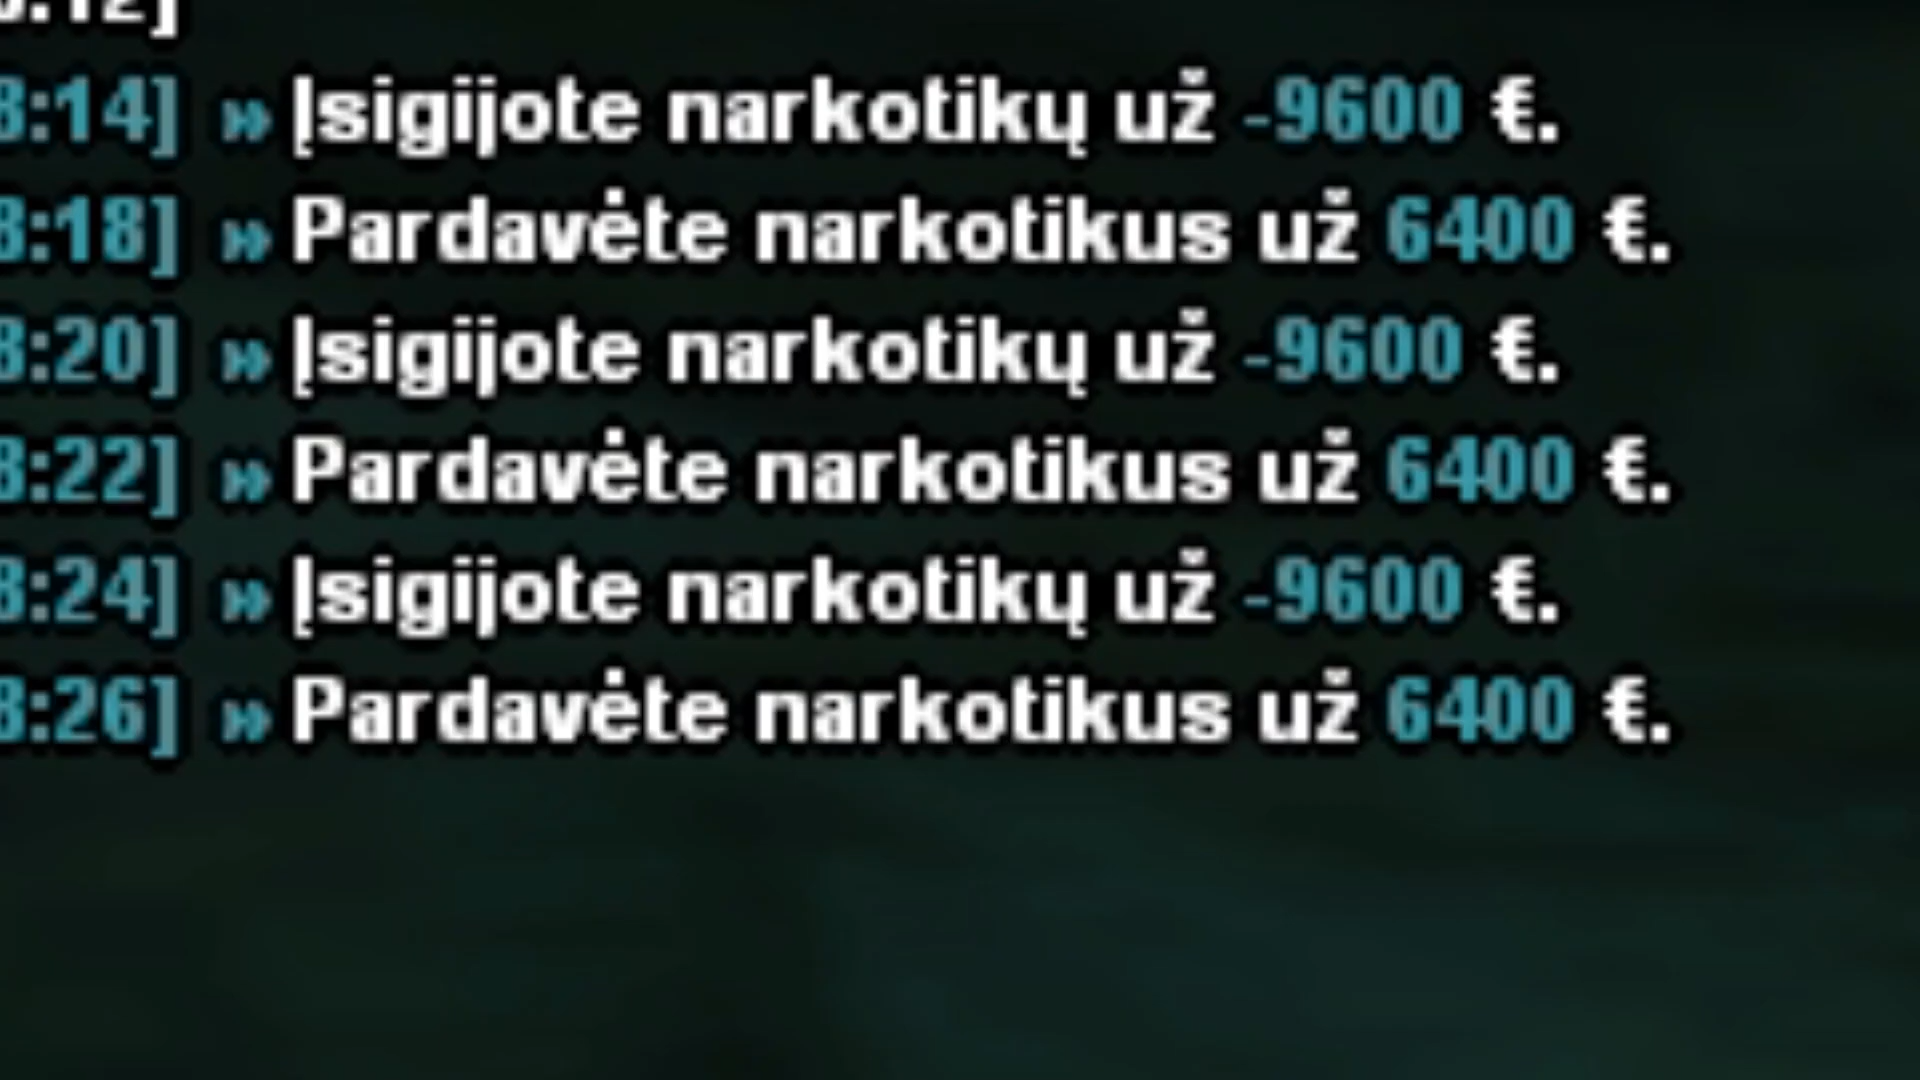 :12]
8:14] » Įsigijote narkotikų už -9600 €.
8:18] » Pardavėte narkotikus už 6400 €.
8:20] » Įsigijote narkotikų už -9600 €.
8:22] » Pardavėte narkotikus už 6400 €.
8:24] » Įsigijote narkotikų už -9600 €.
8:26] » Pardavėte narkotikus už 6400 €.